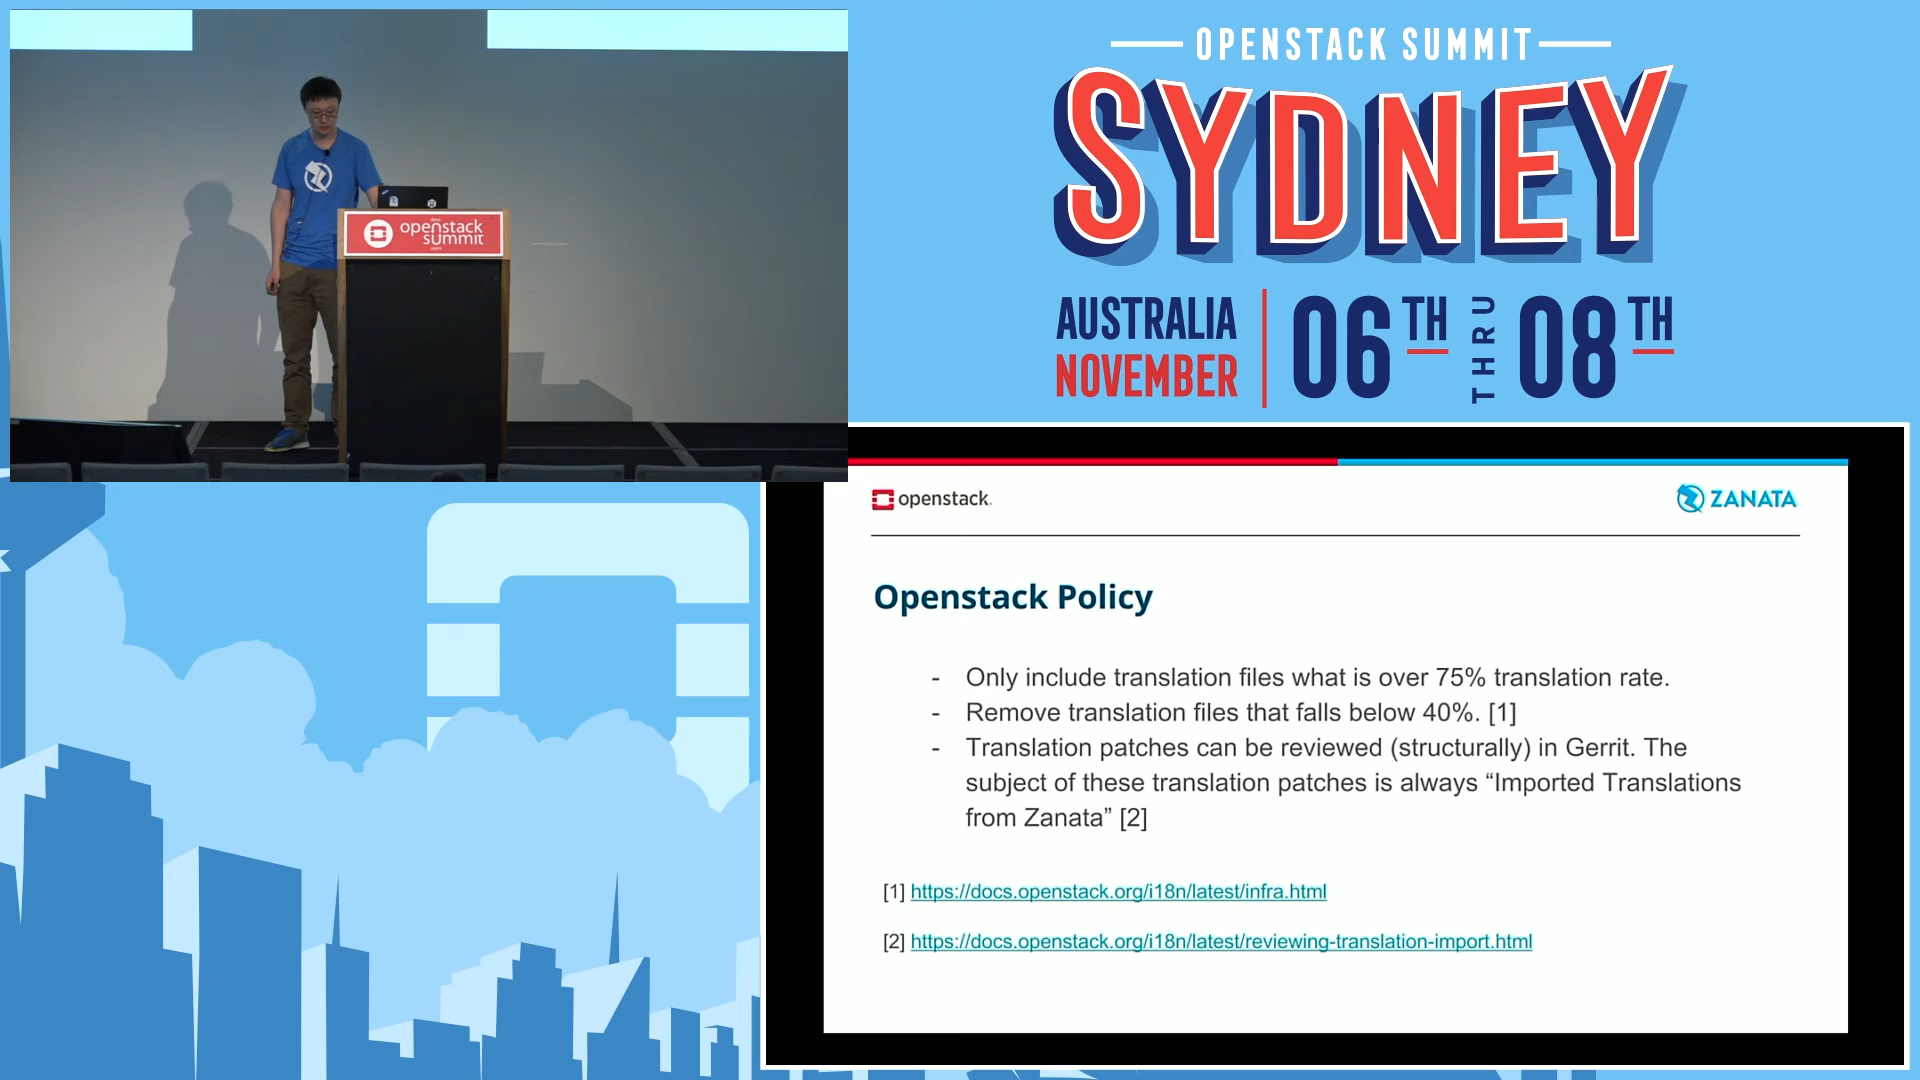 OPENSTACK SUMMIT
SYDNEY
AUSTRALIA
NOVEMBER
06TH THRU 08TH
openstack
summit
openstack.
ZANATA
Openstack Policy
- Only include translation files what is over 75% translation rate.
- Remove translation files that falls below 40%. [1]
- Translation patches can be reviewed (structurally) in Gerrit. The
subject of these translation patches is always “Imported Translations
from Zanata” [2]
[1] https://docs.openstack.org/i18n/latest/infra.html
[2] https://docs.openstack.org/i18n/latest/reviewing-translation-import.html